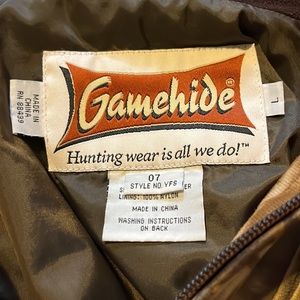 MADE IN
CHINA
RN 88439
Gamehide®
Hunting wear is all we do!™
L
07
STYLE NO. YFS
LINING: 100% NYLON
MADE IN CHINA
WASHING INSTRUCTIONS
ON BACK